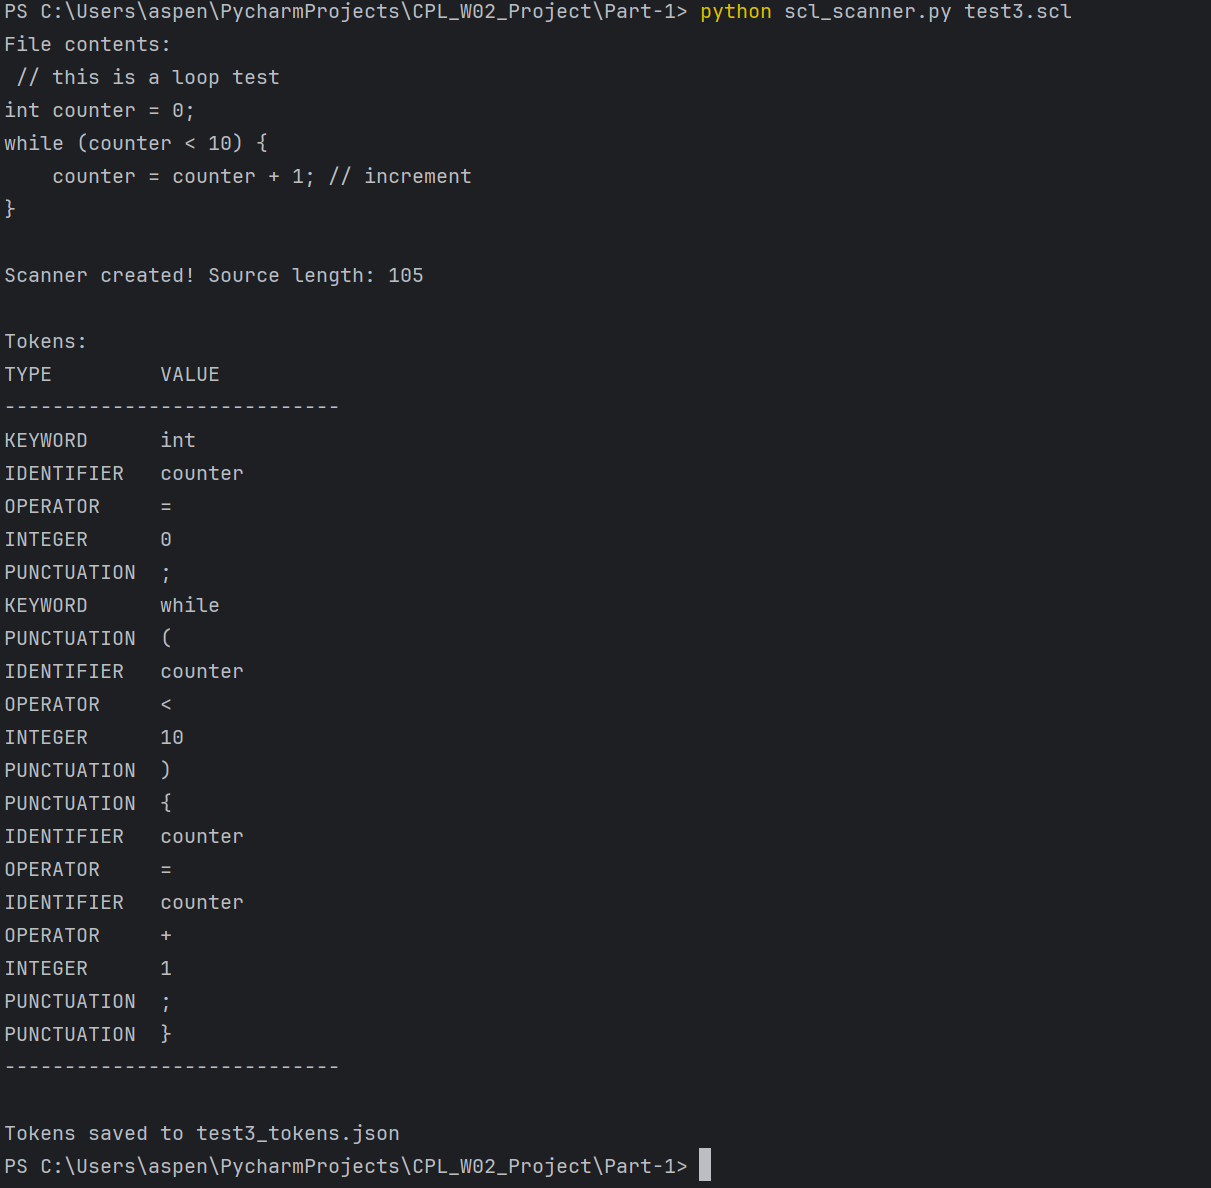 PS C:\Users\aspen\PycharmProjects\CPL_W02_Project\Part-1> python scl_scanner.py test3.scl
File contents:
 // this is a loop test
int counter = 0;
while (counter < 10) {
    counter = counter + 1; // increment
}

Scanner created! Source length: 105

Tokens:
TYPE         VALUE
----------------------------
KEYWORD      int
IDENTIFIER   counter
OPERATOR     =
INTEGER      0
PUNCTUATION  ;
KEYWORD      while
PUNCTUATION  (
IDENTIFIER   counter
OPERATOR     <
INTEGER      10
PUNCTUATION  )
PUNCTUATION  {
IDENTIFIER   counter
OPERATOR     =
IDENTIFIER   counter
OPERATOR     +
INTEGER      1
PUNCTUATION  ;
PUNCTUATION  }
----------------------------

Tokens saved to test3_tokens.json
PS C:\Users\aspen\PycharmProjects\CPL_W02_Project\Part-1>